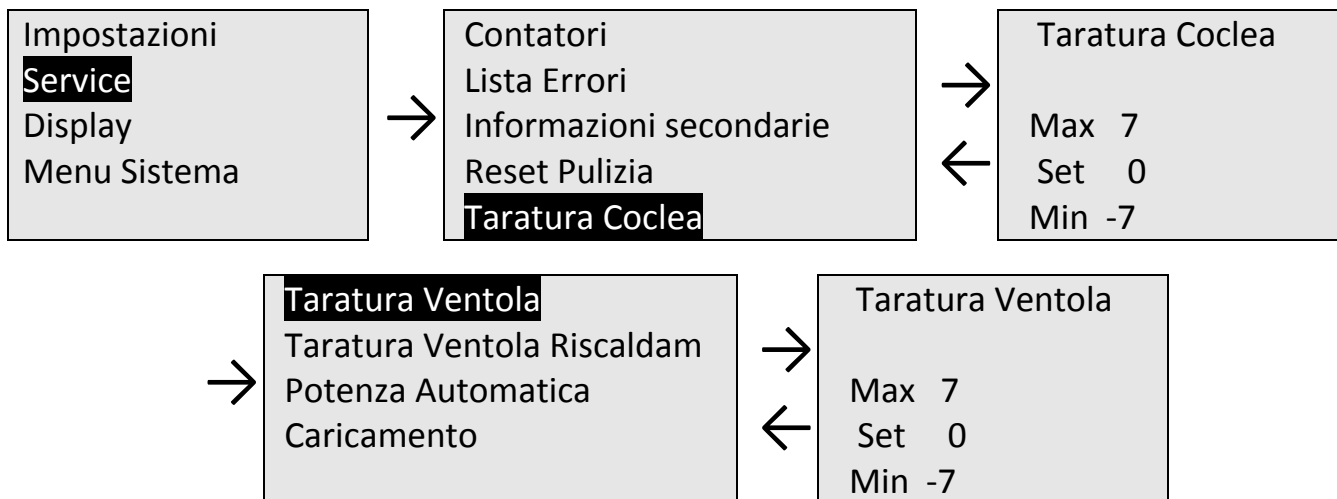 Impostazioni
Service
Display
Menu Sistema
Contatori
Lista Errori
Informazioni secondarie
Reset Pulizia
Taratura Coclea
Taratura Coclea
Max 7
Set 0
Min -7
Taratura Ventola
Taratura Ventola Riscaldam
Potenza Automatica
Caricamento
Taratura Ventola
Max 7
Set 0
Min -7